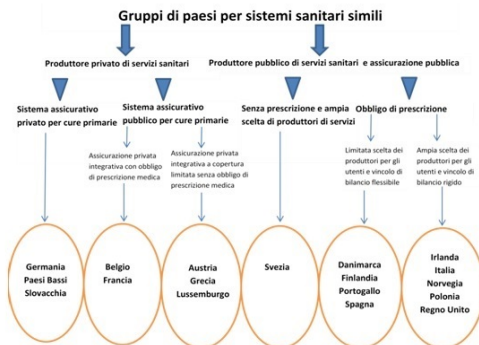 Gruppi di paesi per sistemi sanitari simili
Produttore privato di servizi sanitari
Produttore pubblico di servizi sanitari e assicurazione pubblica
Sistema assicurativo
privato per cure primarie
Sistema assicurativo
pubblico per cure primarie
Senza prescrizione e ampia
scelta di produttori di servizi
Obbligo di prescrizione
Assicurazione privata
integrativa con obbligo
di prescrizione medica
Assicurazione privata
integrativa a copertura
limitata senza obbligo di
prescrizione medica
Limitata scelta dei
produttori per gli
utenti e vincolo di
bilancio flessibile
Ampia scelta dei
produttori per gli
utenti e vincolo di
bilancio rigido
Germania
Paesi Bassi
Slovacchia
Belgio
Francia
Austria
Grecia
Lussemburgo
Svezia
Danimarca
Finlandia
Portogallo
Spagna
Irlanda
Italia
Norvegia
Polonia
Regno Unito